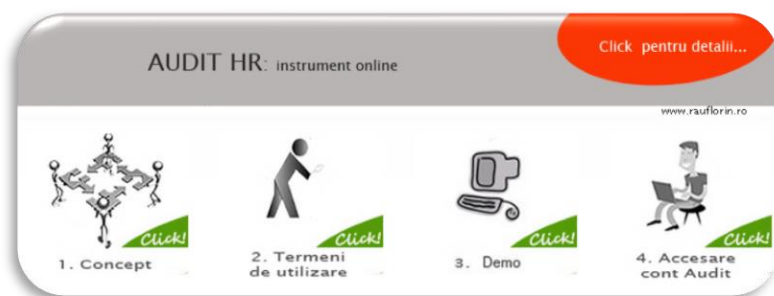 Click pentru detalii...
AUDIT HR: instrument online
www.rauflorin.ro
Click!
Click!
Click!
Click!
1. Concept
2. Termeni
de utilizare
3. Demo
4. Accesare
cont Audit